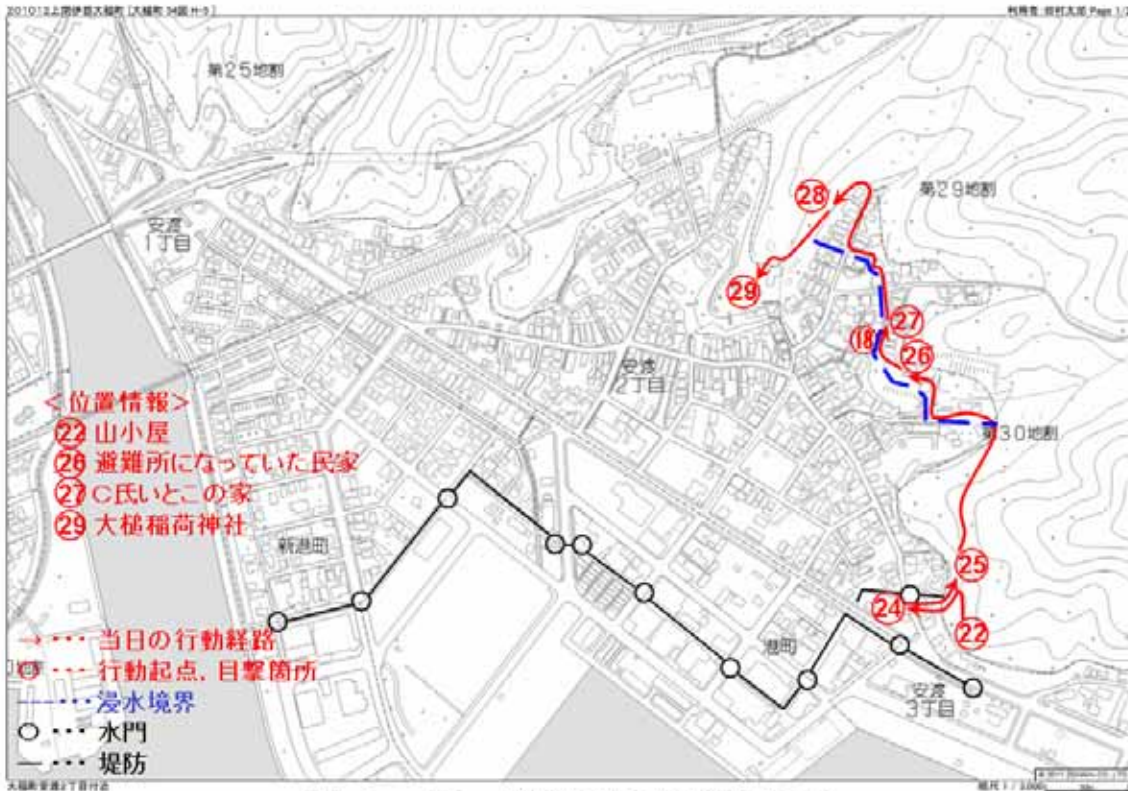 第25地割
第29地割
安渡
1丁目
28
29
27
18
26
安渡
2丁目
第30地割
<位置情報>
22 山小屋
26 避難所になっていた民家
27 C氏いとこの家
29 大槌稲荷神社
新港町
25
24
22
港町
安渡
3丁目
→ ・・・ 当日の行動経路
○ ・・・ 行動起点、目撃箇所
---・・・浸水境界
○ ・・・ 水門
― ・・・ 堤防